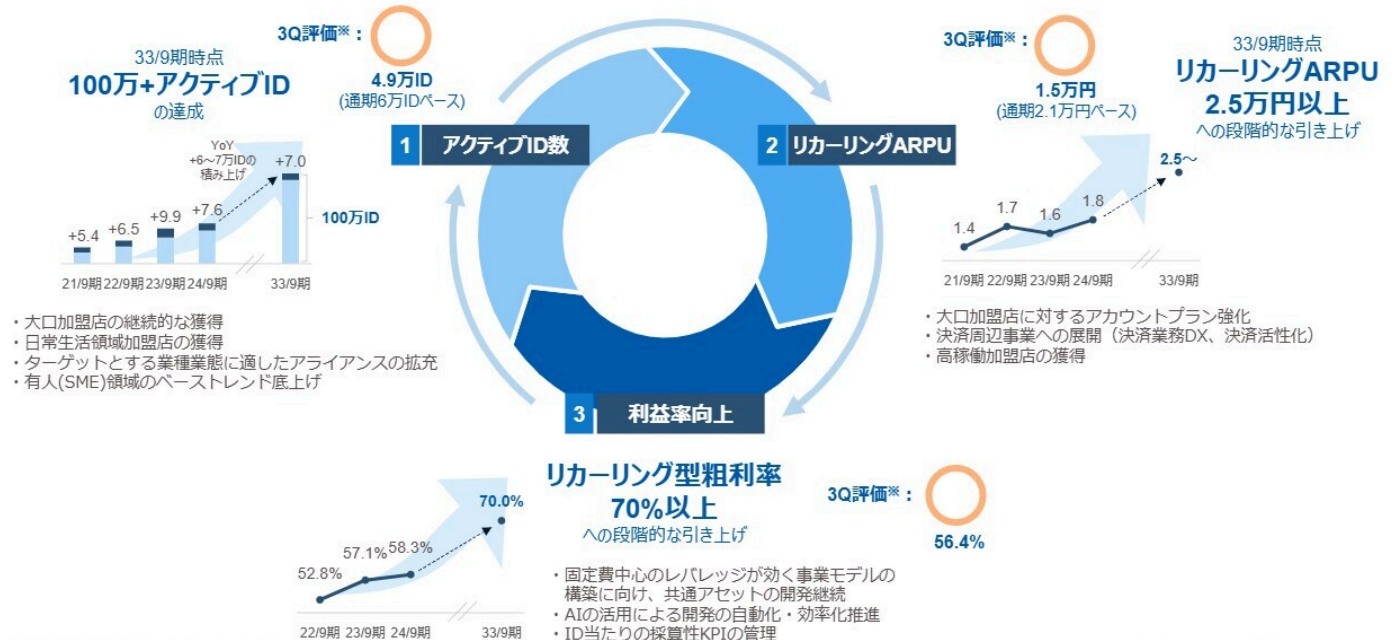 3Q評価※：
33/9期時点
100万+アクティブID
の達成
4.9万ID
(通期6万IDペース)
YoY
+6～7万IDの
積み上げ
+5.4
+6.5
+9.9
+7.6
+7.0
100万ID
21/9期 22/9期 23/9期 24/9期 33/9期
・大口加盟店の継続的な獲得
・日常生活領域加盟店の獲得
・ターゲットとする業種業態に適したアライアンスの拡充
・有人(SME)領域のベーストレンド底上げ
1 アクティブID数
2 リカーリングARPU
3 利益率向上
3Q評価※：
1.5万円
(通期2.1万円ペース)
33/9期時点
リカーリングARPU
2.5万円以上
への段階的な引き上げ
1.4
1.7
1.6
1.8
2.5～
21/9期 22/9期 23/9期 24/9期 33/9期
・大口加盟店に対するアカウントプラン強化
・決済周辺事業への展開（決済業務DX、決済活性化）
・高稼働加盟店の獲得
リカーリング型粗利率
70%以上
への段階的な引き上げ
3Q評価※：
56.4%
52.8%
57.1%
58.3%
70.0%
22/9期 23/9期 24/9期 33/9期
・固定費中心のレバレッジが効く事業モデルの
構築に向け、共通アセットの開発継続
・AIの活用による開発の自動化・効率化推進
・ID当たりの採算性KPIの管理